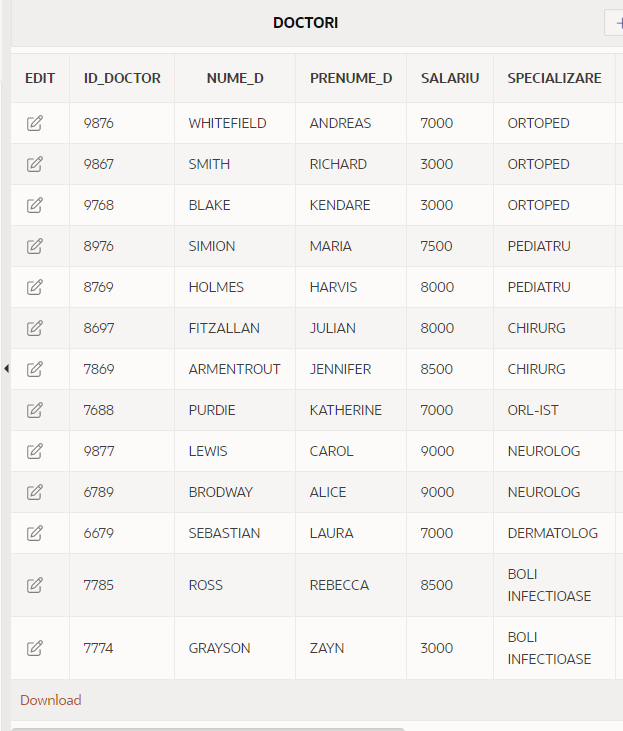 DOCTORI
EDIT ID_DOCTOR NUME_D PRENUME_D SALARIU SPECIALIZARE
9876 WHITEFIELD ANDREAS 7000 ORTOPED
9867 SMITH RICHARD 3000 ORTOPED
9768 BLAKE KENDARE 3000 ORTOPED
8976 SIMION MARIA 7500 PEDIATRU
8769 HOLMES HARVIS 8000 PEDIATRU
8697 FITZALLAN JULIAN 8000 CHIRURG
7869 ARMENTROUT JENNIFER 8500 CHIRURG
7688 PURDIE KATHERINE 7000 ORL-IST
9877 LEWIS CAROL 9000 NEUROLOG
6789 BRODWAY ALICE 9000 NEUROLOG
6679 SEBASTIAN LAURA 7000 DERMATOLOG
7785 ROSS REBECCA 8500 BOLI
INFECTIOASE
7774 GRAYSON ZAYN 3000 BOLI
INFECTIOASE
Download